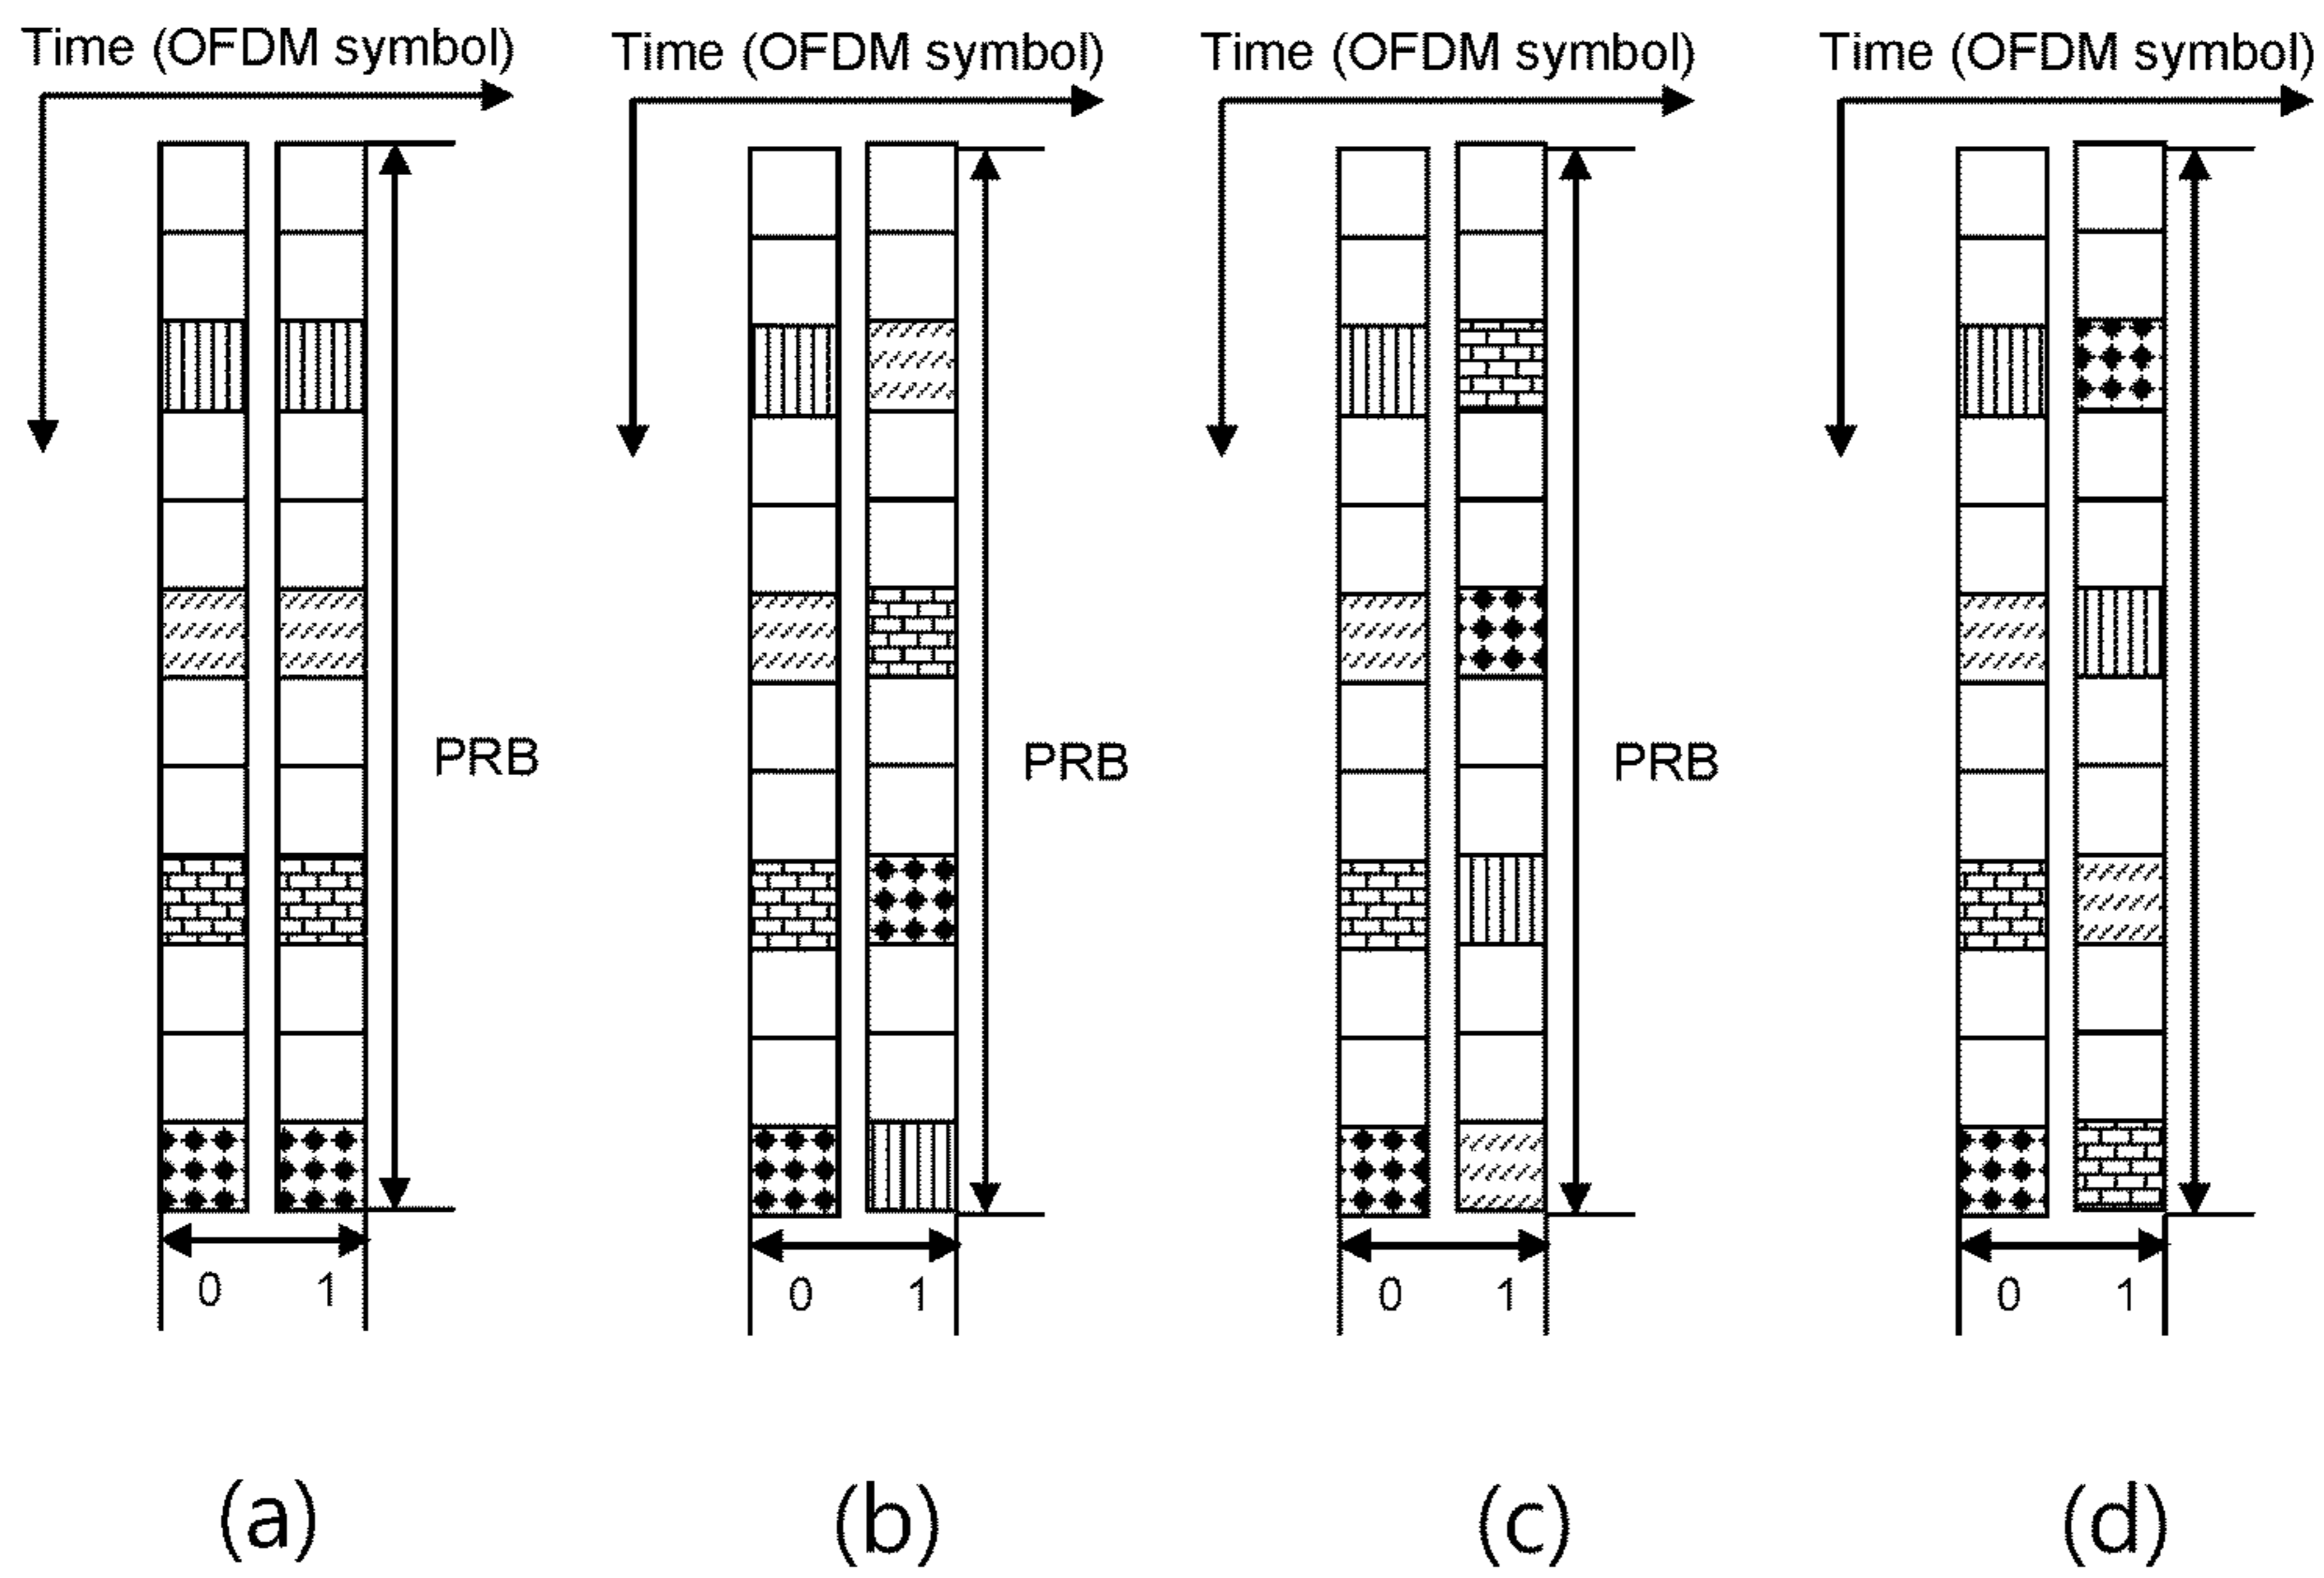 Time (OFDM symbol) Time (OFDM symbol) Time (OFDM symbol) Time (OFDM symbol)
PRB PRB PRB
0 1 0 1 0 1 0 1
(a) (b) (c) (d)